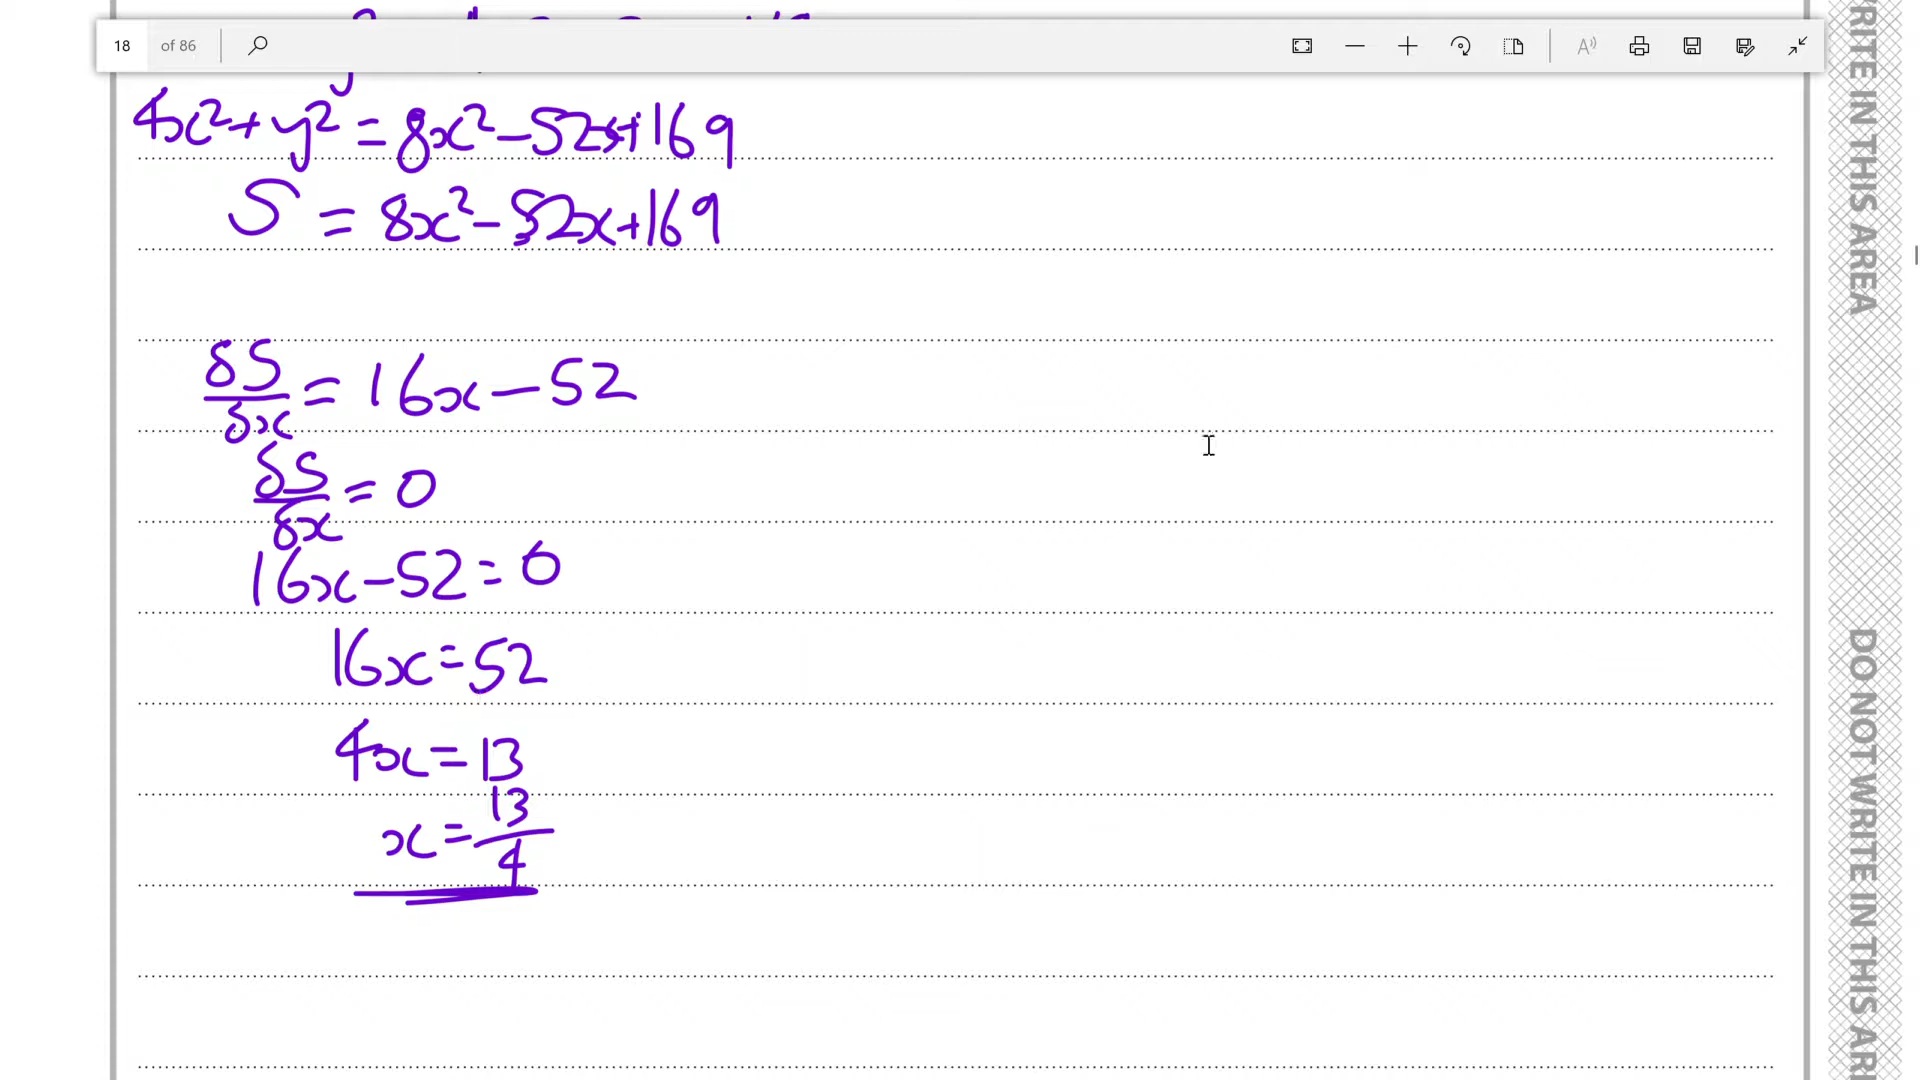 18 of 86
4x² + y² = 8x² - 52x + 169
S = 8x² - 52x + 169
δS/δx = 16x - 52
δS/δx = 0
16x - 52 = 0
16x = 52
4x = 13
x = 13/4
RITE IN THIS AREA
DO NOT WRITE IN THIS AR